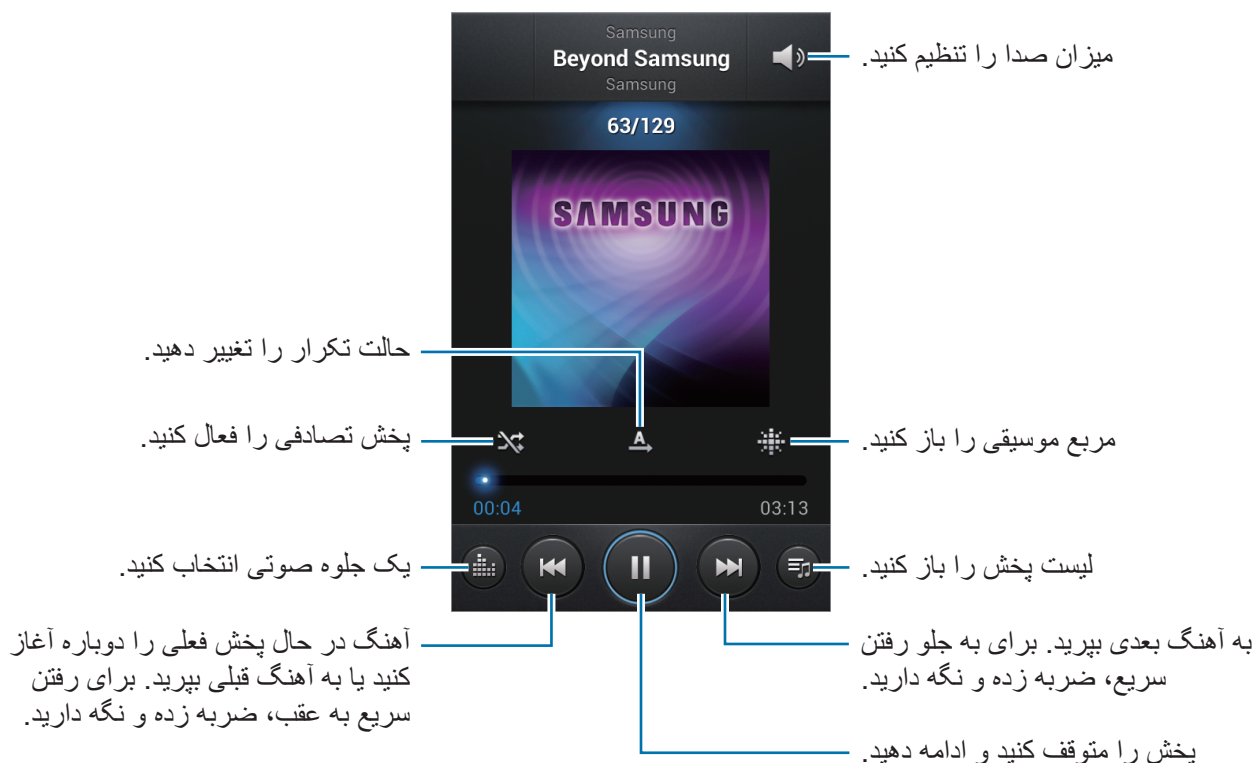 Samsung
Beyond Samsung
Samsung
میزان صدا را تنظیم کنید.
63/129
SAMSUNG
حالت تکرار را تغییر دهید.
پخش تصادفی را فعال کنید.
A
مربع موسیقی را باز کنید.
00:04
03:13
یک جلوه صوتی انتخاب کنید.
لیست پخش را باز کنید.
آهنگ در حال پخش فعلی را دوباره آغاز
کنید یا به آهنگ قبلی بپرید. برای رفتن
سریع به عقب، ضربه زده و نگه دارید.
به آهنگ بعدی بپرید. برای به جلو رفتن
سریع، ضربه زده و نگه دارید.
پخش را متوقف کنید و ادامه دهید.